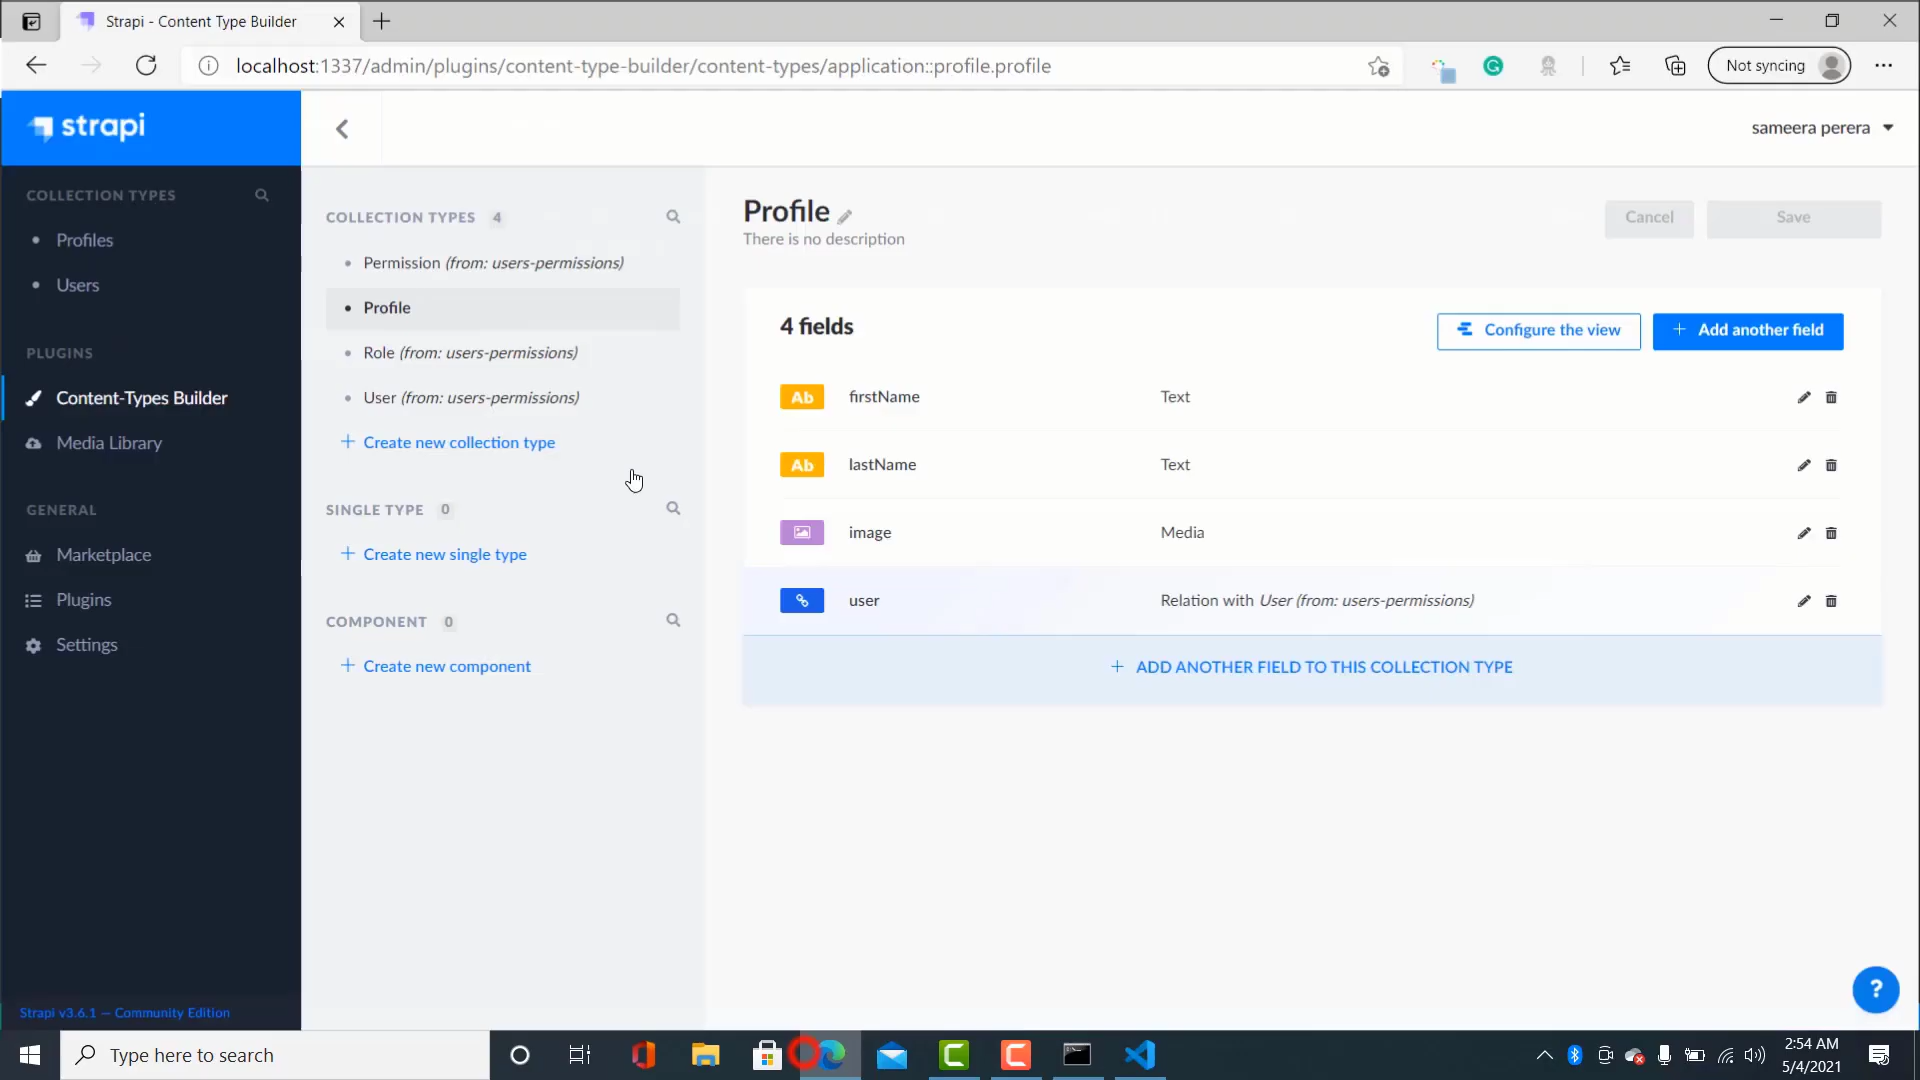 Strapi - Content Type Builder
localhost:1337/admin/plugins/content-type-builder/content-types/application::profile.profile
Not syncing
strapi
sameera perera
COLLECTION TYPES
Profiles
Users
PLUGINS
Content-Types Builder
Media Library
GENERAL
Marketplace
Plugins
Settings
Strapi v3.6.1 — Community Edition
COLLECTION TYPES 4
Permission (from: users-permissions)
Profile
Role (from: users-permissions)
User (from: users-permissions)
+ Create new collection type
SINGLE TYPE 0
+ Create new single type
COMPONENT 0
+ Create new component
Profile
There is no description
Cancel
Save
4 fields
Configure the view
+ Add another field
Ab firstName Text
Ab lastName Text
image Media
user Relation with User (from: users-permissions)
+ ADD ANOTHER FIELD TO THIS COLLECTION TYPE
?
Type here to search
2:54 AM
5/4/2021